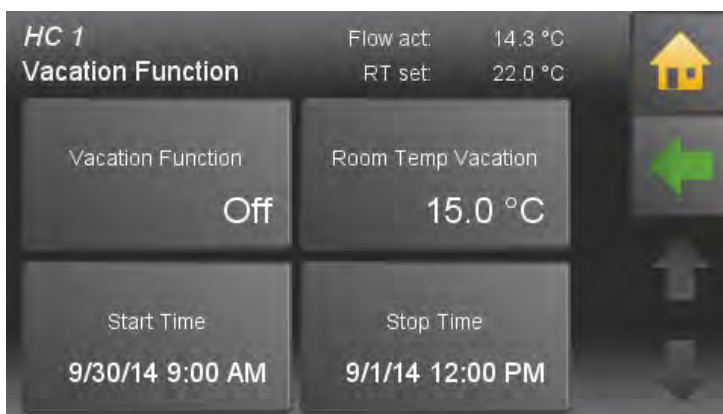 HC 1
Flow act: 14.3 °C
Vacation Function
RT set: 22.0 °C
Vacation Function
Room Temp Vacation
Off
15.0 °C
Start Time
Stop Time
9/30/14 9:00 AM
9/1/14 12:00 PM